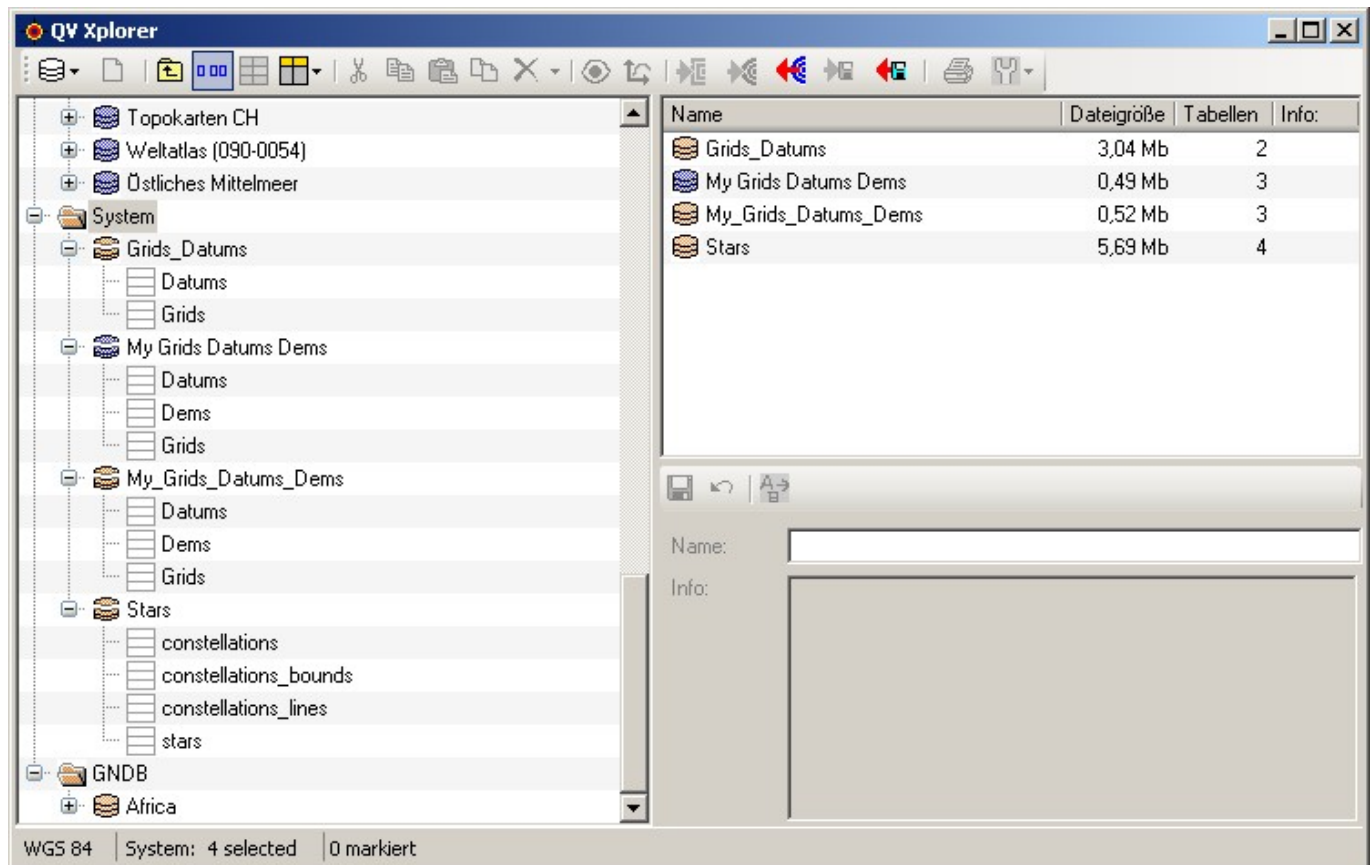 QV Xplorer
Topokarten CH
Weltatlas (090-0054)
Östliches Mittelmeer
System
Grids_Datums
Datums
Grids
My Grids Datums Dems
Datums
Dems
Grids
My_Grids_Datums_Dems
Datums
Dems
Grids
Stars
constellations
constellations_bounds
constellations_lines
stars
GNDB
Africa
Name Dateigröße Tabellen Info:
Grids_Datums 3,04 Mb 2
My Grids Datums Dems 0,49 Mb 3
My_Grids_Datums_Dems 0,52 Mb 3
Stars 5,69 Mb 4
Name:
Info:
WGS 84 System: 4 selected 0 markiert